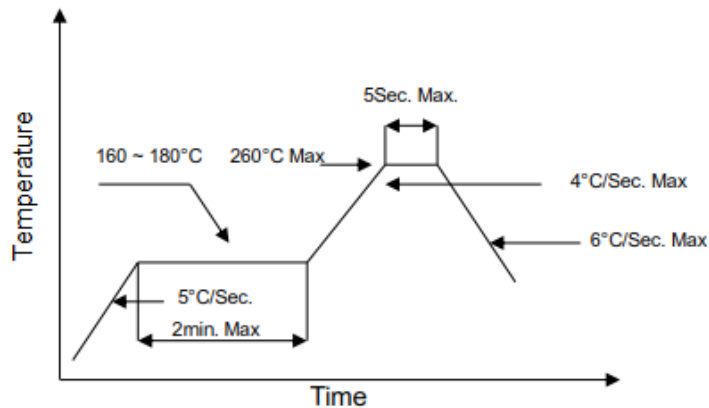 5Sec. Max.
160 ~ 180°C
260°C Max
4°C/Sec. Max
6°C/Sec. Max
5°C/Sec.
2min. Max
Temperature
Time